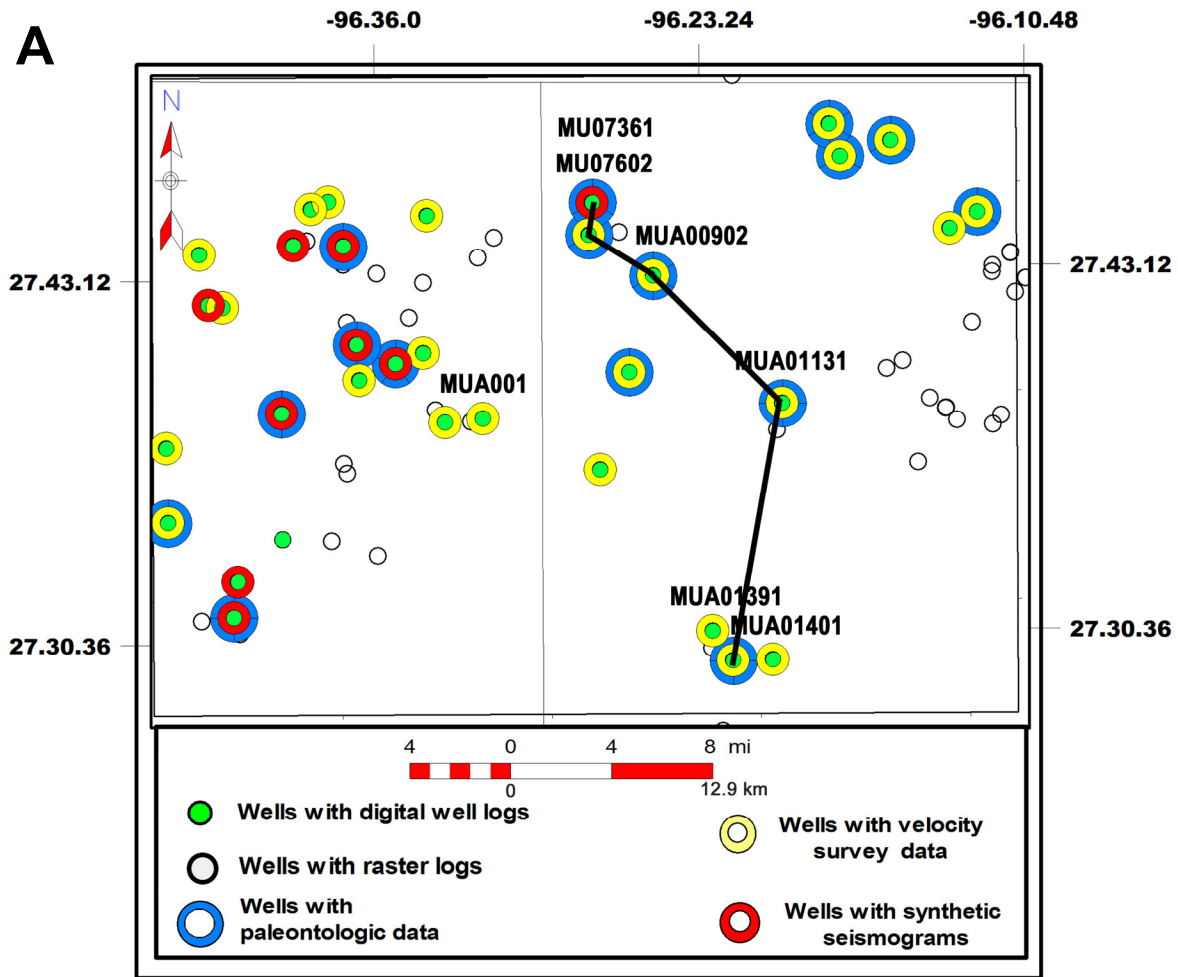 A
-96.36.0 -96.23.24 -96.10.48
N
MU07361
MU07602
MUA00902
27.43.12 27.43.12
MUA01131
MUA001
MUA01391
MUA01401
27.30.36 27.30.36
4 0 4 8 mi
0 12.9 km
Wells with digital well logs
Wells with raster logs
Wells with
paleontologic data
Wells with velocity
survey data
Wells with synthetic
seismograms